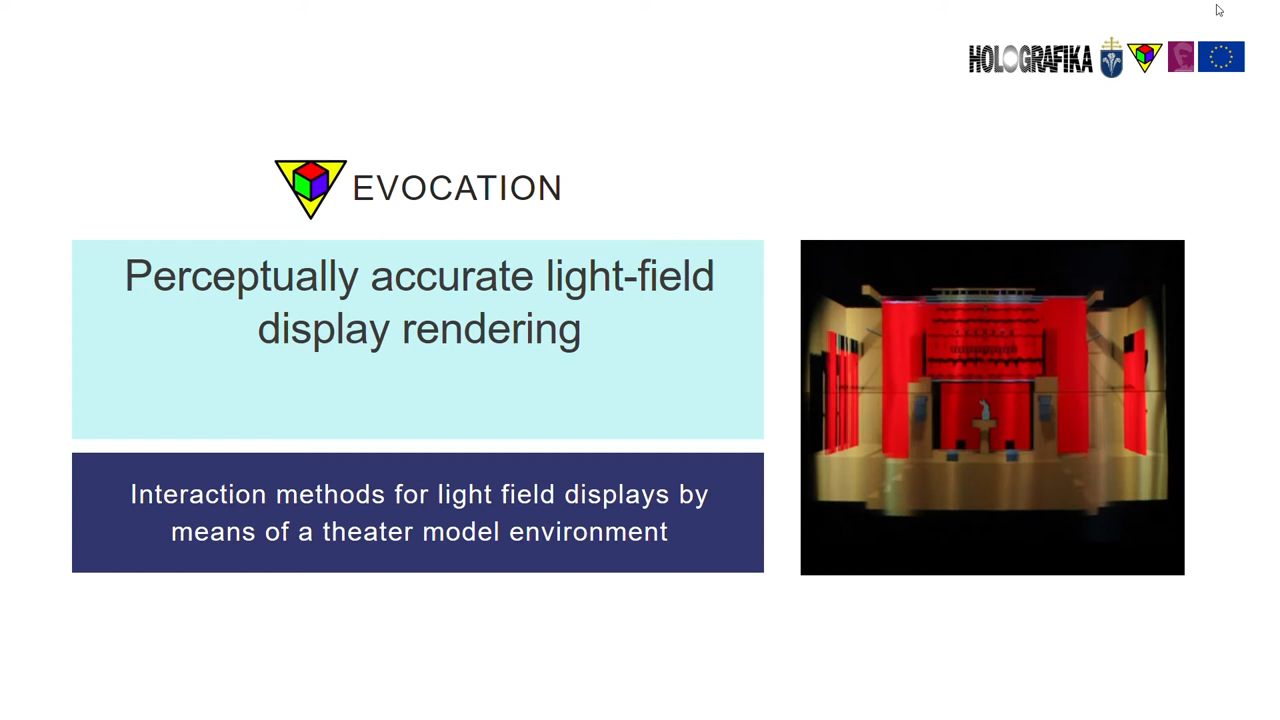 HOLOGRAFIKA
EVOCATION
Perceptually accurate light-field
display rendering
Interaction methods for light field displays by
means of a theater model environment